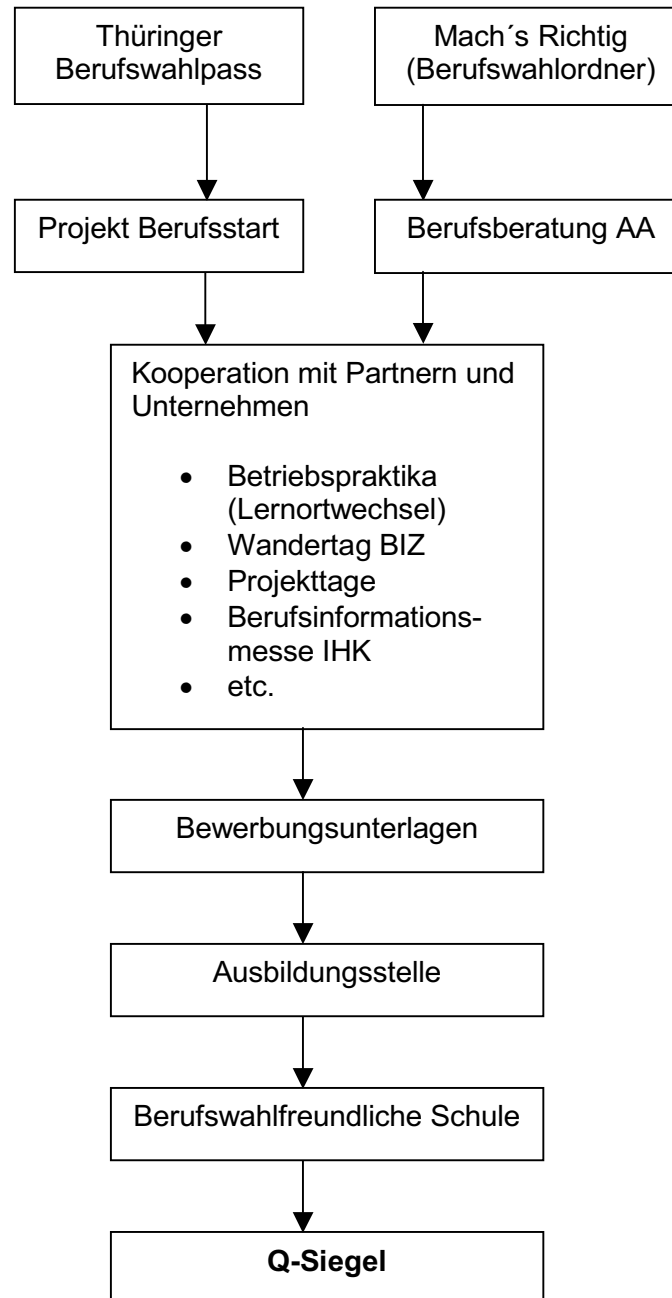 Thüringer
Berufswahlpass
Mach´s Richtig
(Berufswahlordner)
Projekt Berufsstart
Berufsberatung AA
Kooperation mit Partnern und
Unternehmen
• Betriebspraktika
(Lernortwechsel)
• Wandertag BIZ
• Projekttage
• Berufsinformations-
messe IHK
• etc.
Bewerbungsunterlagen
Ausbildungsstelle
Berufswahlfreundliche Schule
Q-Siegel